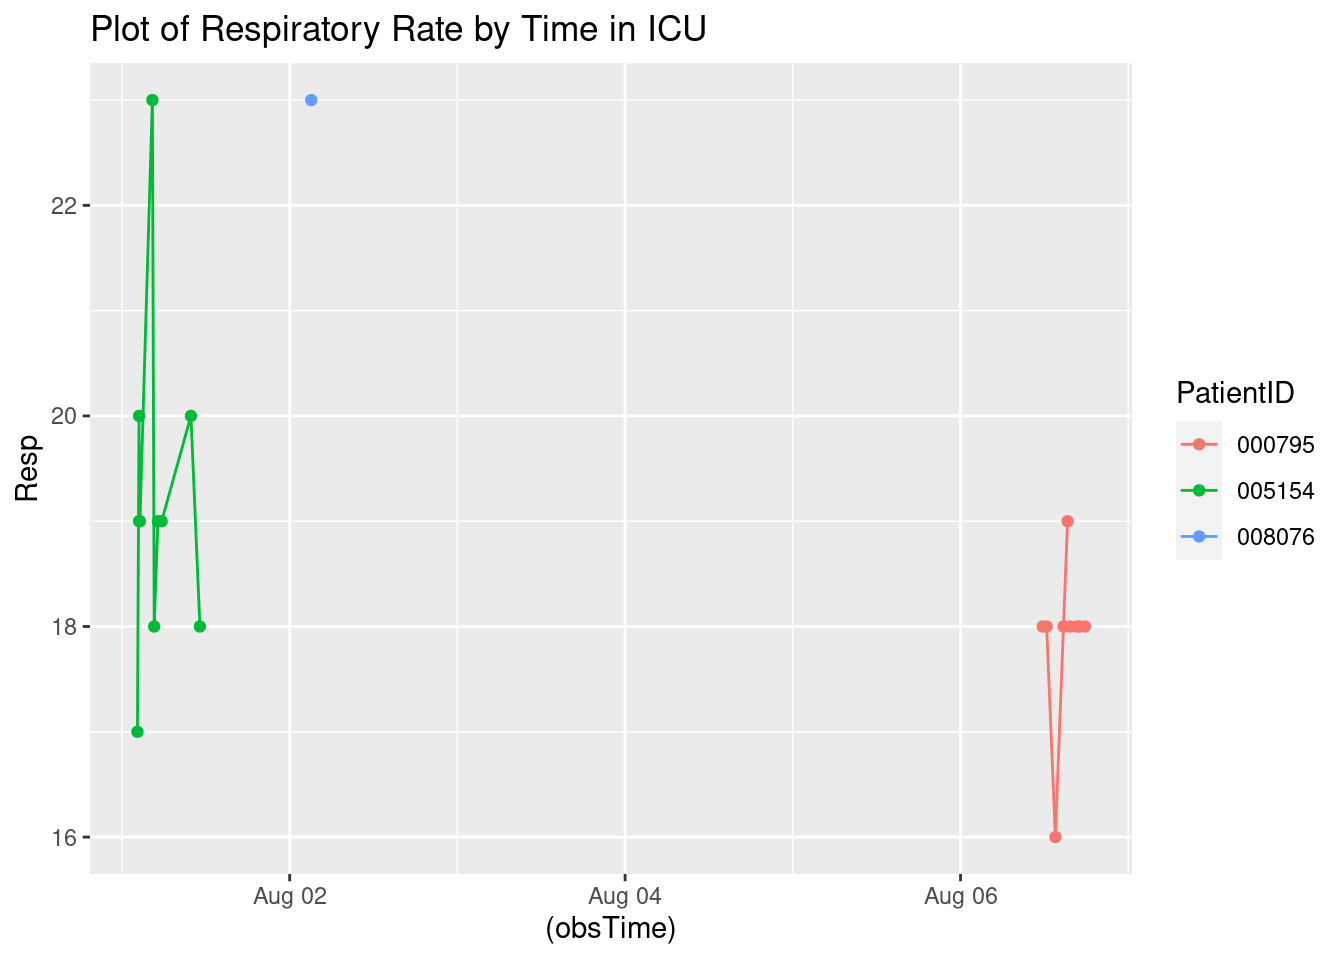 Plot of Respiratory Rate by Time in ICU
22
20
18
16
Resp
Aug 02
Aug 04
Aug 06
(obsTime)
PatientID
000795
005154
008076